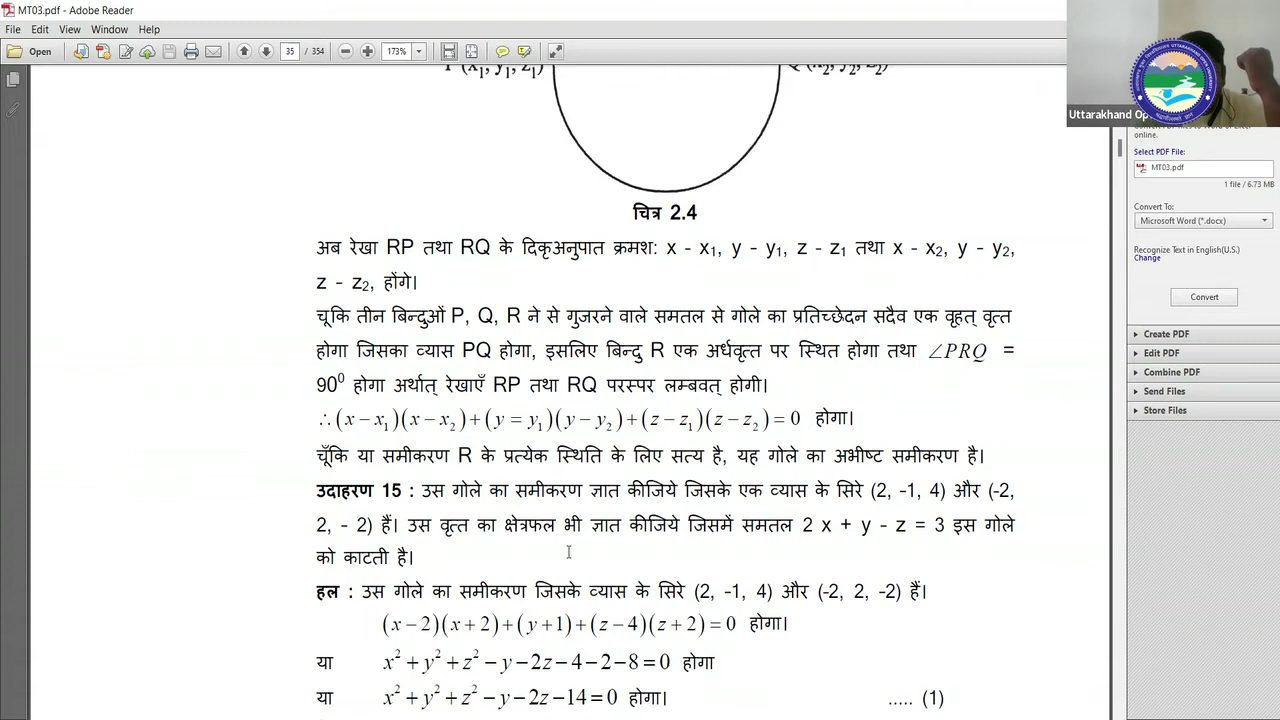 MT03.pdf - Adobe Reader
File Edit View Window Help
Open 35 / 354 173%
P (x₁, y₁, z₁) Q (x₂, y₂, z₂)
चित्र 2.4
अब रेखा RP तथा RQ के दिक्अनुपात क्रमश: x - x₁, y - y₁, z - z₁ तथा x - x₂, y - y₂,
z - z₂, होंगे।
चूकि तीन बिन्दुओं P, Q, R ने से गुजरने वाले समतल से गोले का प्रतिच्छेदन सदैव एक वृहत् वृत्त
होगा जिसका व्यास PQ होगा, इसलिए बिन्दु R एक अर्धवृत्त पर स्थित होगा तथा ∠PRQ =
90⁰ होगा अर्थात् रेखाएँ RP तथा RQ परस्पर लम्बवत् होगी।
∴(x−x₁)(x−x₂)+(y=y₁)(y−y₂)+(z−z₁)(z−z₂)=0 होगा।
चूँकि या समीकरण R के प्रत्येक स्थिति के लिए सत्य है, यह गोले का अभीष्ट समीकरण है।
उदाहरण 15 : उस गोले का समीकरण ज्ञात कीजिये जिसके एक व्यास के सिरे (2, -1, 4) और (-2,
2, - 2) हैं। उस वृत्त का क्षेत्रफल भी ज्ञात कीजिये जिसमें समतल 2 x + y - z = 3 इस गोले
को काटती है।
हल : उस गोले का समीकरण जिसके व्यास के सिरे (2, -1, 4) और (-2, 2, -2) हैं।
(x−2)(x+2)+(y+1)+(z−4)(z+2)=0 होगा।
या x²+y²+z²−y−2z−4−2−8=0 होगा
या x²+y²+z²−y−2z−14=0 होगा। ..... (1)
Uttarakhand Op
online.
Select PDF File:
MT03.pdf
1 file / 6.73 MB
Convert To:
Microsoft Word (*.docx)
Recognize Text in English(U.S.)
Change
Convert
Create PDF
Edit PDF
Combine PDF
Send Files
Store Files